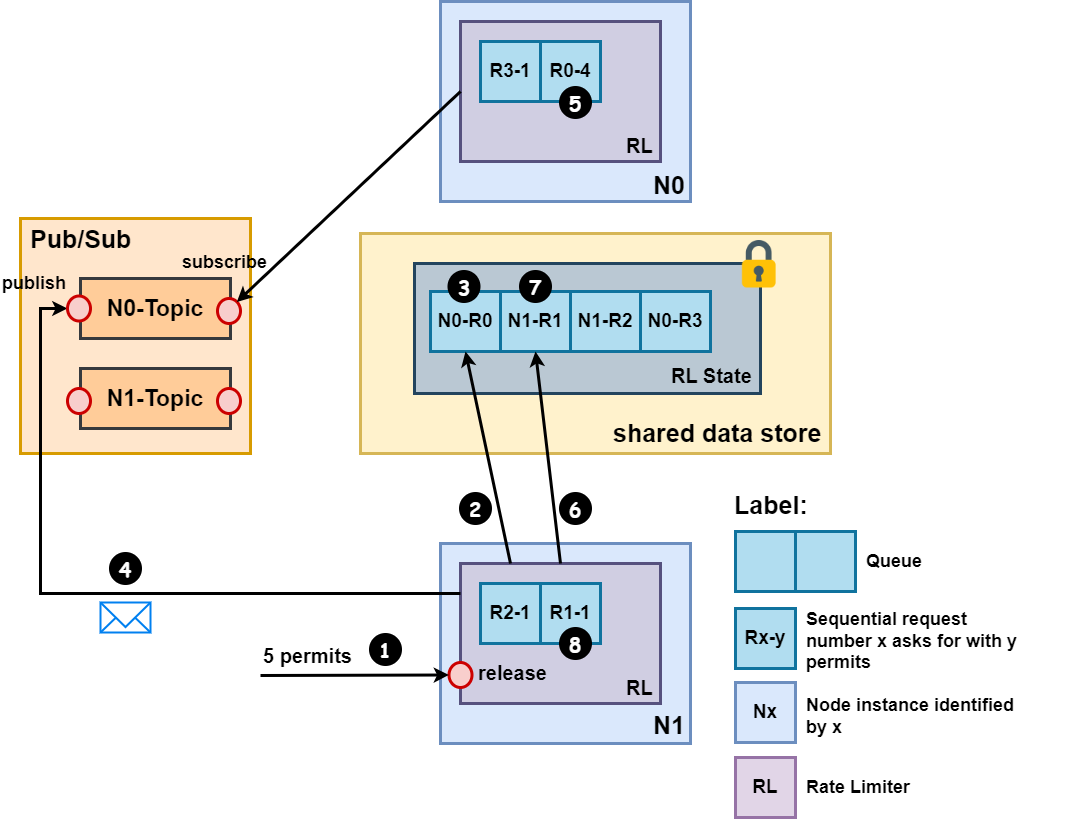 R3-1
R0-4
5
RL
N0
Pub/Sub
subscribe
publish
N0-Topic
N1-Topic
3
7
N0-R0
N1-R1
N1-R2
N0-R3
RL State
shared data store
2
6
4
R2-1
R1-1
8
5 permits
1
release
RL
N1
Label:
Queue
Rx-y
Sequential request
number x asks for with y
permits
Nx
Node instance identified
by x
RL
Rate Limiter